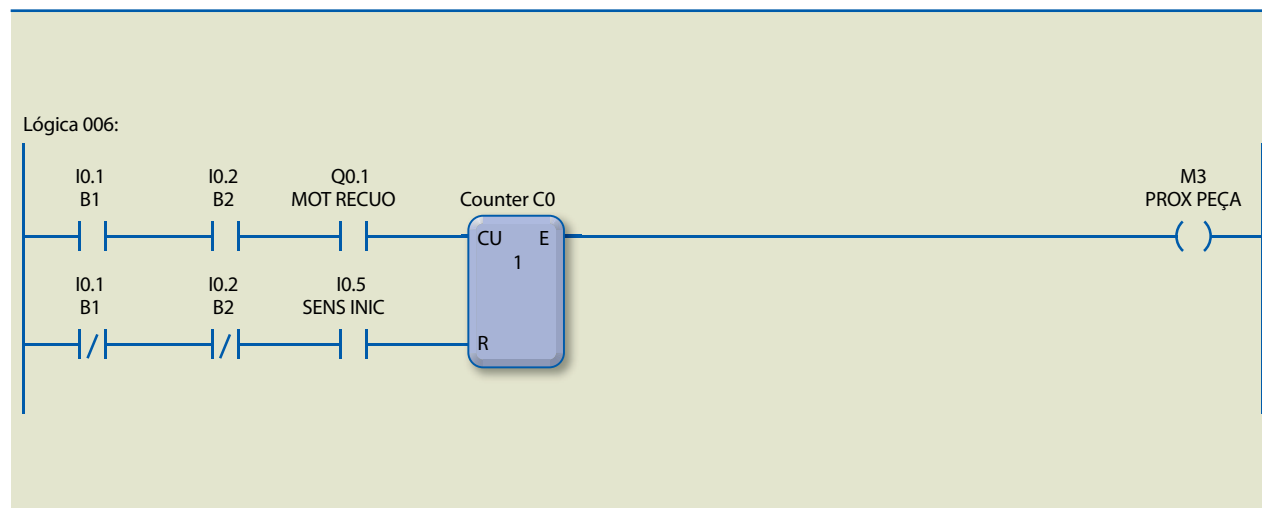 Lógica 006:
I0.1 I0.2 Q0.1 M3
B1 B2 MOT RECUO Counter C0 PROX PEÇA
CU E
1
I0.1 I0.2 I0.5
B1 B2 SENS INIC
R